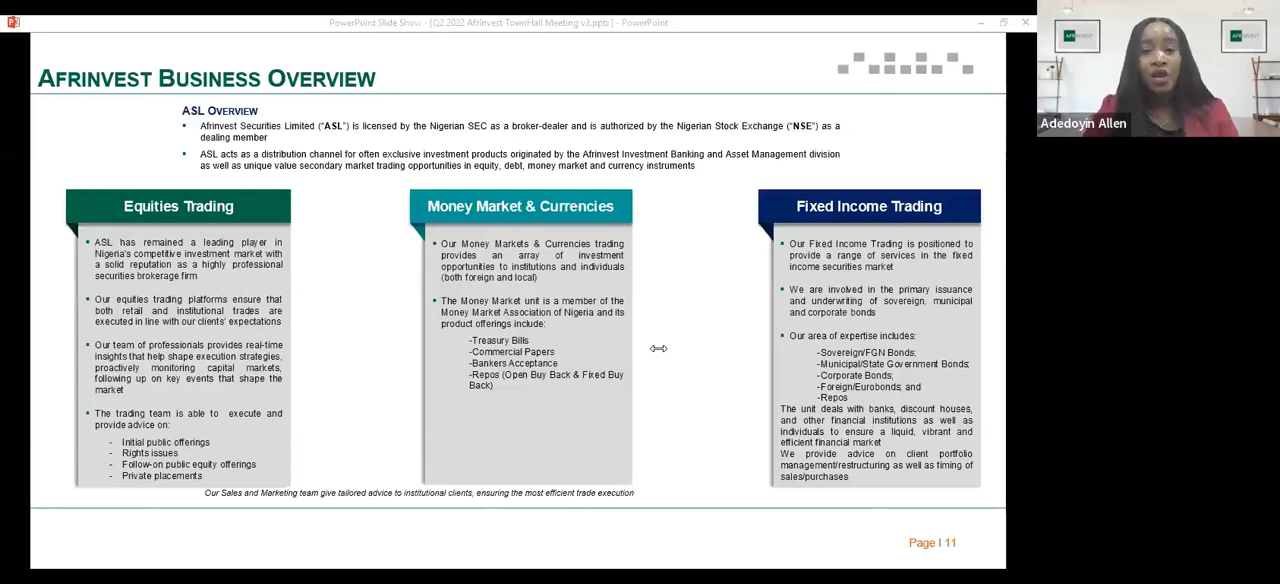 PowerPoint Slide Show - [Q2 2022 Afrinvest TownHall Meeting v2.pptx] - PowerPoint
AFRINVEST BUSINESS OVERVIEW
ASL OVERVIEW
▪ Afrinvest Securities Limited ("ASL") is licensed by the Nigerian SEC as a broker-dealer and is authorized by the Nigerian Stock Exchange ("NSE") as a
dealing member
▪ ASL acts as a distribution channel for often exclusive investment products originated by the Afrinvest Investment Banking and Asset Management division
as well as unique value secondary market trading opportunities in equity, debt, money market and currency instruments
Equities Trading
▪ ASL has remained a leading player in
Nigeria's competitive investment market with
a solid reputation as a highly professional
securities brokerage firm
▪ Our equities trading platforms ensure that
both retail and institutional trades are
executed in line with our clients' expectations
▪ Our team of professionals provides real-time
insights that help shape execution strategies,
proactively monitoring capital markets,
following up on key events that shape the
market
▪ The trading team is able to execute and
provide advice on:
- Initial public offerings
- Rights issues
- Follow-on public equity offerings
- Private placements
Money Market & Currencies
▪ Our Money Markets & Currencies trading
provides an array of investment
opportunities to institutions and individuals
(both foreign and local)
▪ The Money Market unit is a member of the
Money Market Association of Nigeria and its
product offerings include:
-Treasury Bills
-Commercial Papers
-Bankers Acceptance
-Repos (Open Buy Back & Fixed Buy
Back)
Fixed Income Trading
▪ Our Fixed Income Trading is positioned to
provide a range of services in the fixed
income securities market
▪ We are involved in the primary issuance
and underwriting of sovereign, municipal
and corporate bonds
▪ Our area of expertise includes:
-Sovereign/FGN Bonds;
-Municipal/State Government Bonds;
-Corporate Bonds;
-Foreign/Eurobonds; and
-Repos
The unit deals with banks, discount houses,
and other financial institutions as well as
individuals to ensure a liquid, vibrant and
efficient financial market
We provide advice on client portfolio
management/restructuring as well as timing of
sales/purchases
Our Sales and Marketing team give tailored advice to institutional clients, ensuring the most efficient trade execution
Page I 11
AFRINVEST
AFRINVEST
Adedoyin Allen